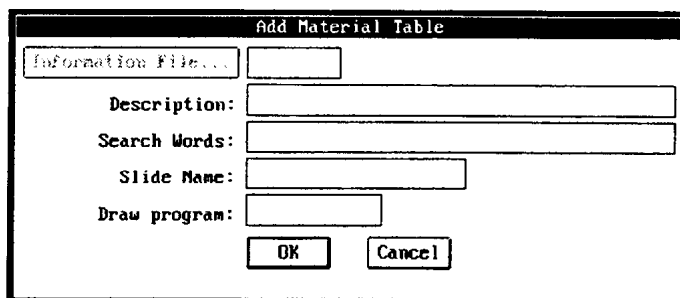 Add Material Table
Information File...
Description:
Search Words:
Slide Name:
Draw program:
OK Cancel